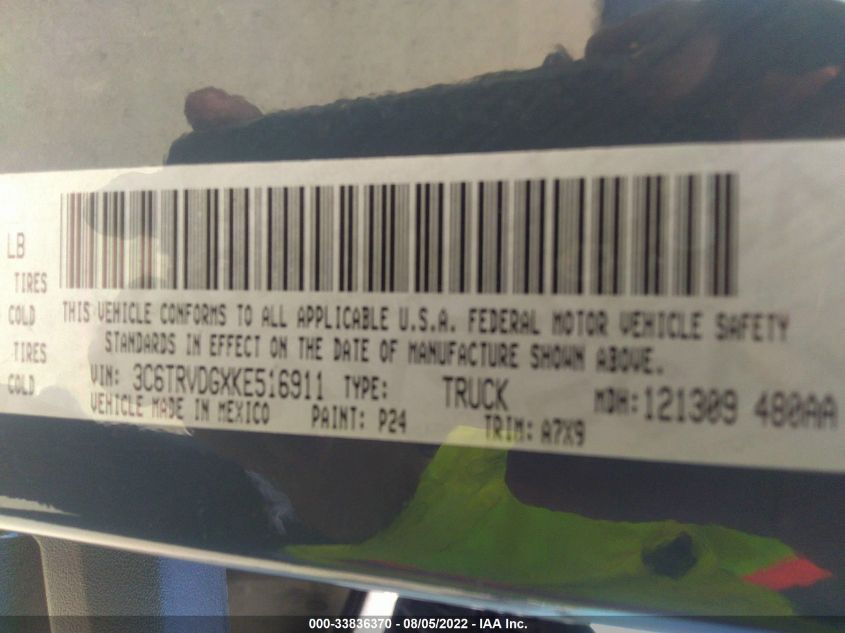 LB
TIRES
COLD
TIRES
COLD
THIS VEHICLE CONFORMS TO ALL APPLICABLE U.S.A. FEDERAL MOTOR VEHICLE SAFETY
STANDARDS IN EFFECT ON THE DATE OF MANUFACTURE SHOWN ABOVE.
VIN: 3C6TRVDGXKE516911 TYPE: TRUCK MDH:121309 480AA
VEHICLE MADE IN MEXICO PAINT: P24 TRIM: A7X9
000-33836370 - 08/05/2022 - IAA Inc.